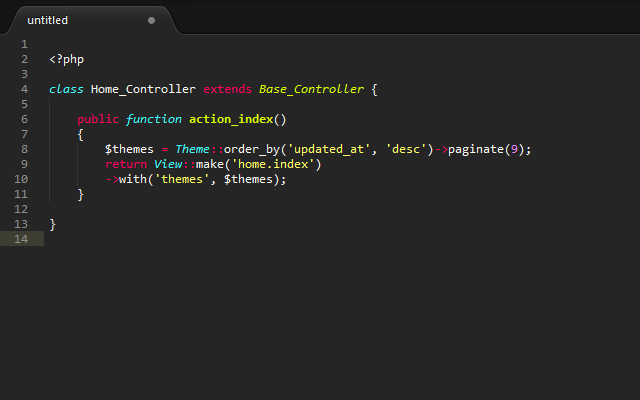 untitled
1
2 <?php
3
4 class Home_Controller extends Base_Controller {
5
6 public function action_index()
7 {
8 $themes = Theme::order_by('updated_at', 'desc')->paginate(9);
9 return View::make('home.index')
10 ->with('themes', $themes);
11 }
12
13 }
14